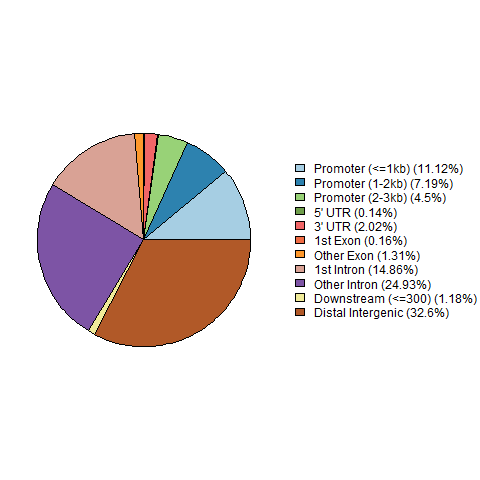 Promoter (<=1kb) (11.12%)
Promoter (1-2kb) (7.19%)
Promoter (2-3kb) (4.5%)
5' UTR (0.14%)
3' UTR (2.02%)
1st Exon (0.16%)
Other Exon (1.31%)
1st Intron (14.86%)
Other Intron (24.93%)
Downstream (<=300) (1.18%)
Distal Intergenic (32.6%)